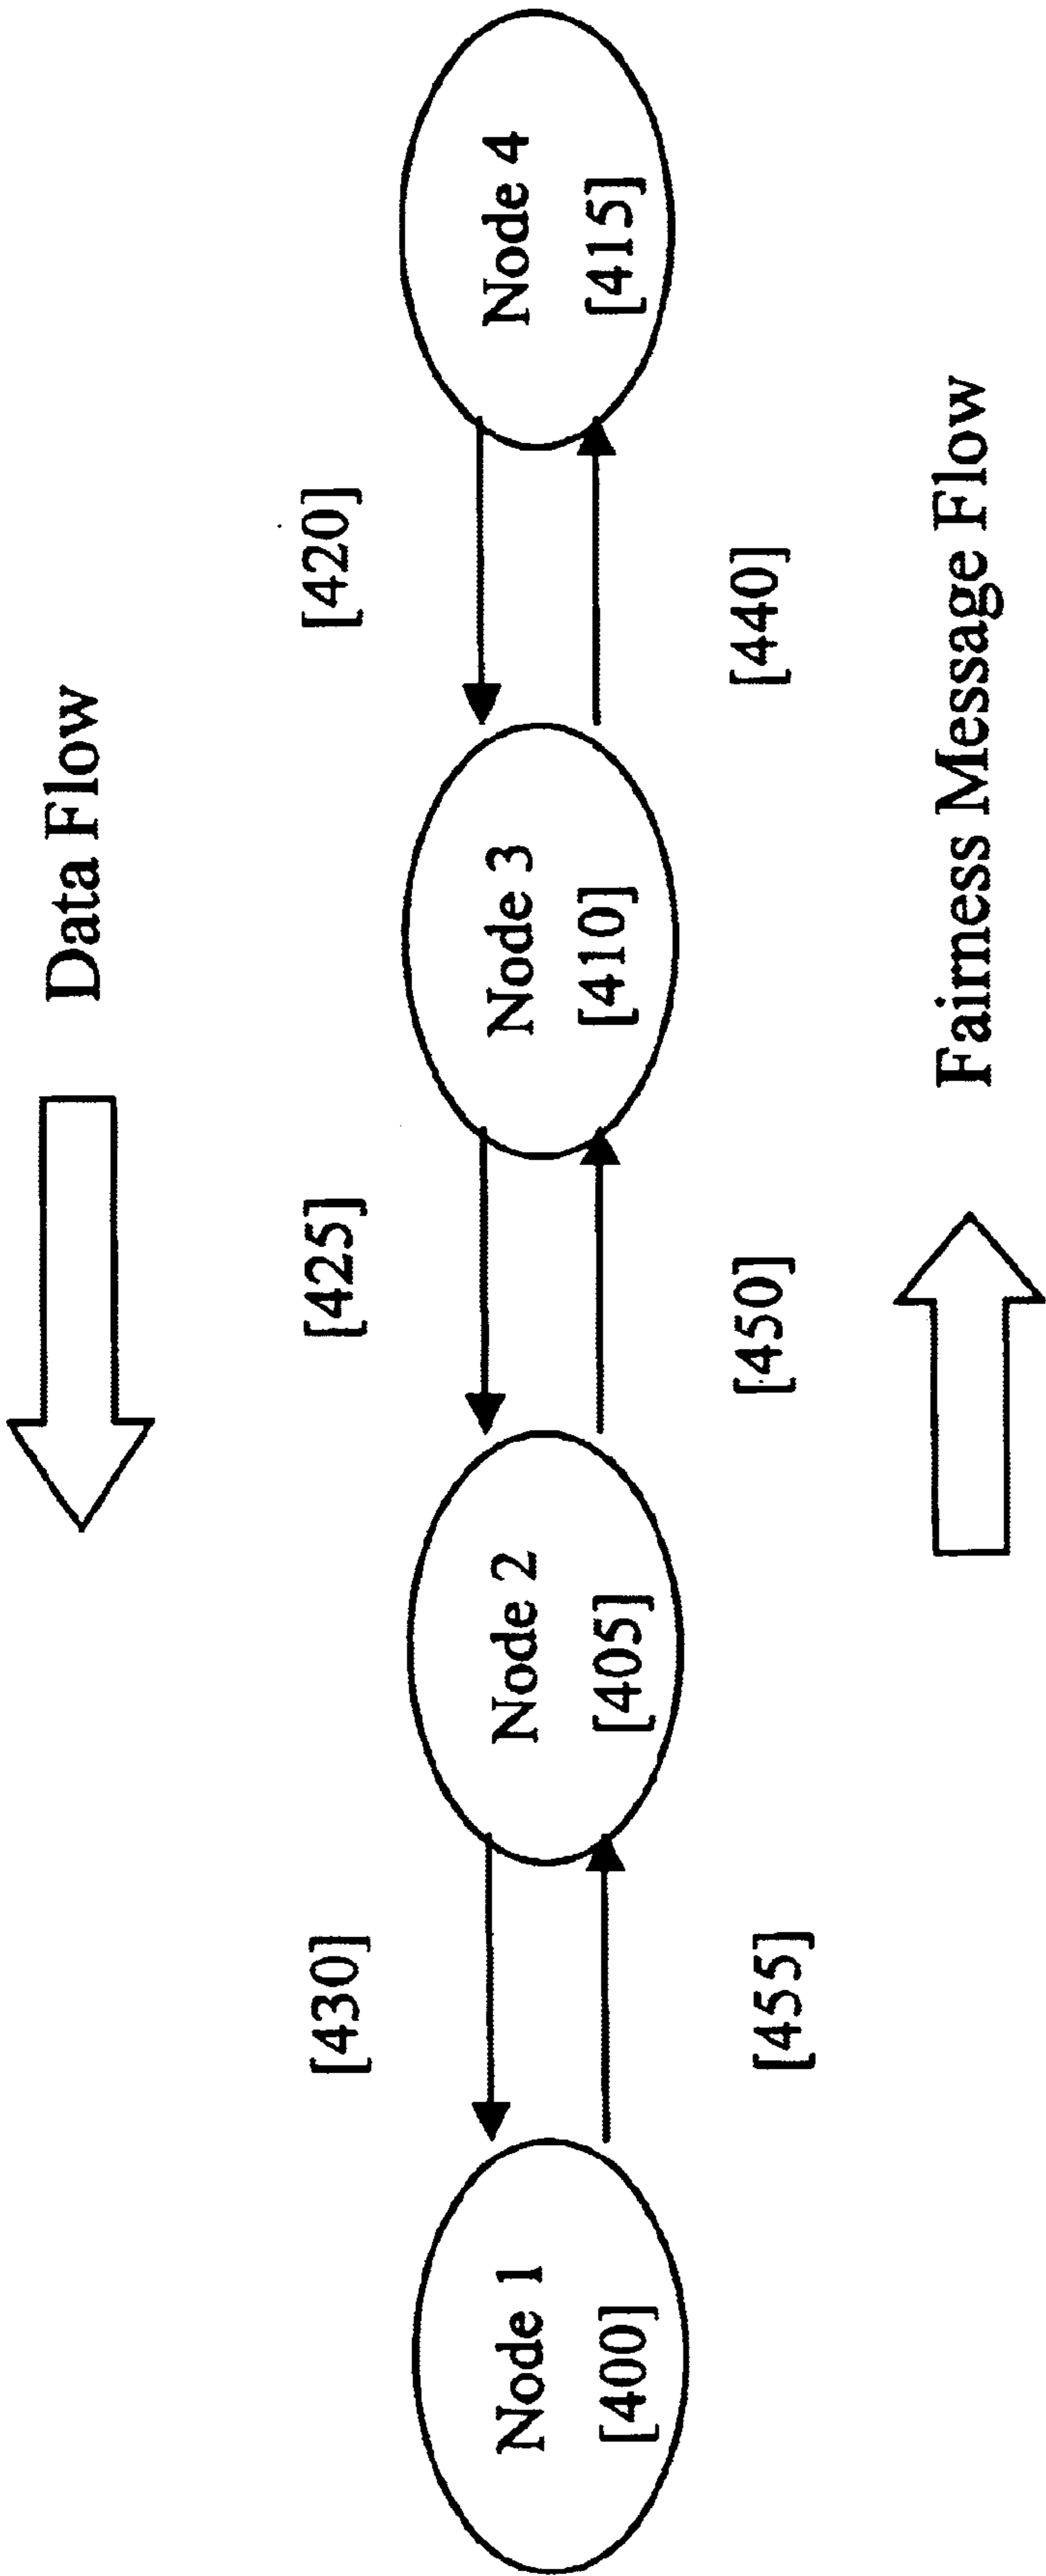 Data Flow
[430]
[425]
[420]
Node 1
[400]
Node 2
[405]
Node 3
[410]
Node 4
[415]
[455]
[450]
[440]
Fairness Message Flow